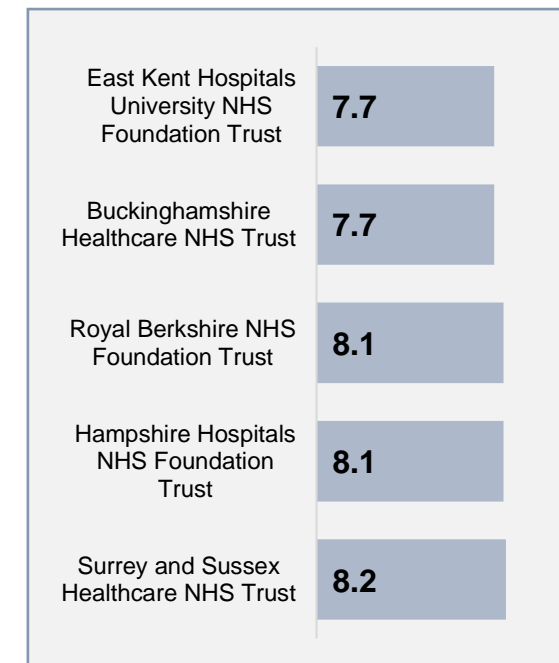 East Kent Hospitals
University NHS
Foundation Trust
7.7
Buckinghamshire
Healthcare NHS Trust
7.7
Royal Berkshire NHS
Foundation Trust
8.1
Hampshire Hospitals
NHS Foundation
Trust
8.1
Surrey and Sussex
Healthcare NHS Trust
8.2